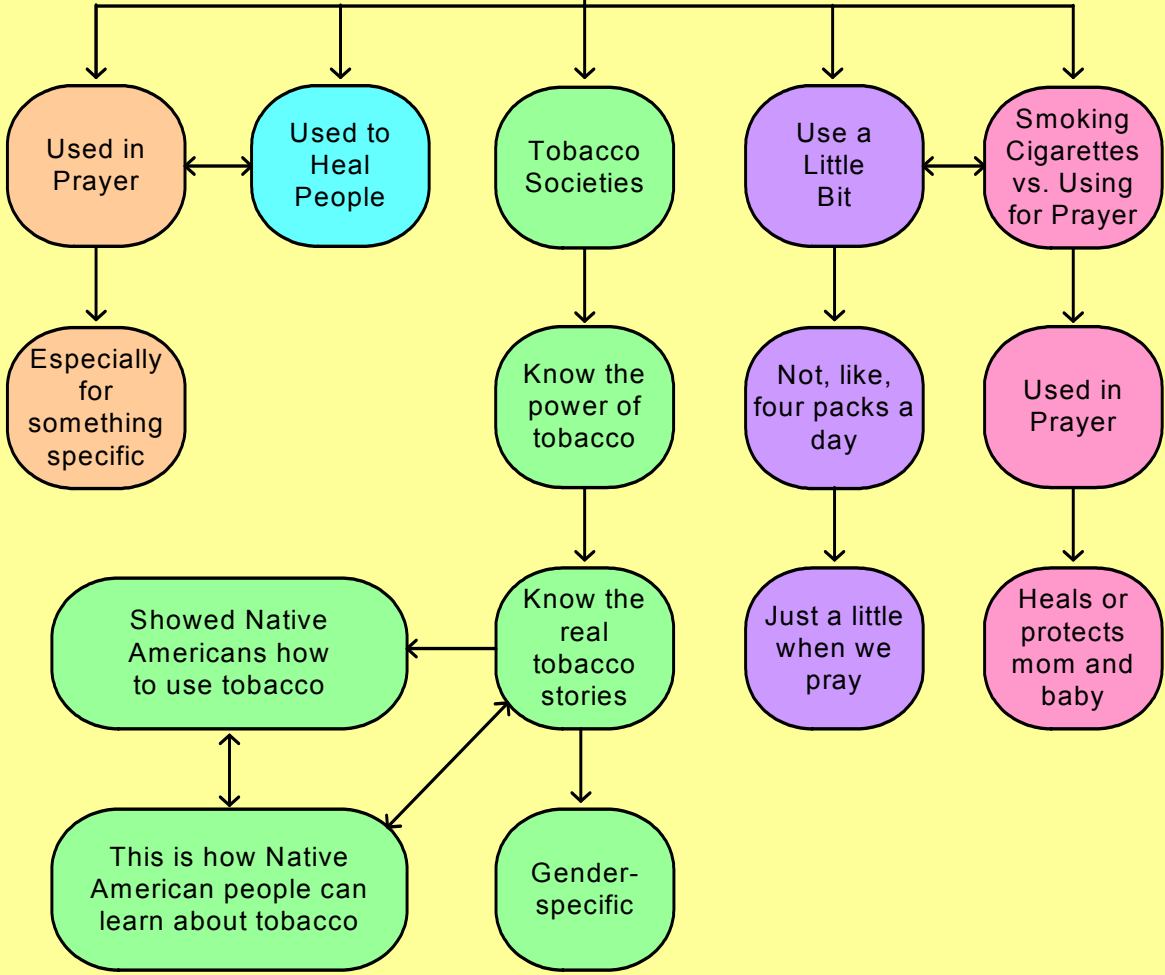 Used in
Prayer
Used to
Heal
People
Tobacco
Societies
Use a
Little
Bit
Smoking
Cigarettes
vs. Using
for Prayer
Especially
for
something
specific
Know the
power of
tobacco
Not, like,
four packs a
day
Used in
Prayer
Showed Native
Americans how
to use tobacco
Know the
real
tobacco
stories
Just a little
when we
pray
Heals or
protects
mom and
baby
This is how Native
American people can
learn about tobacco
Gender-
specific